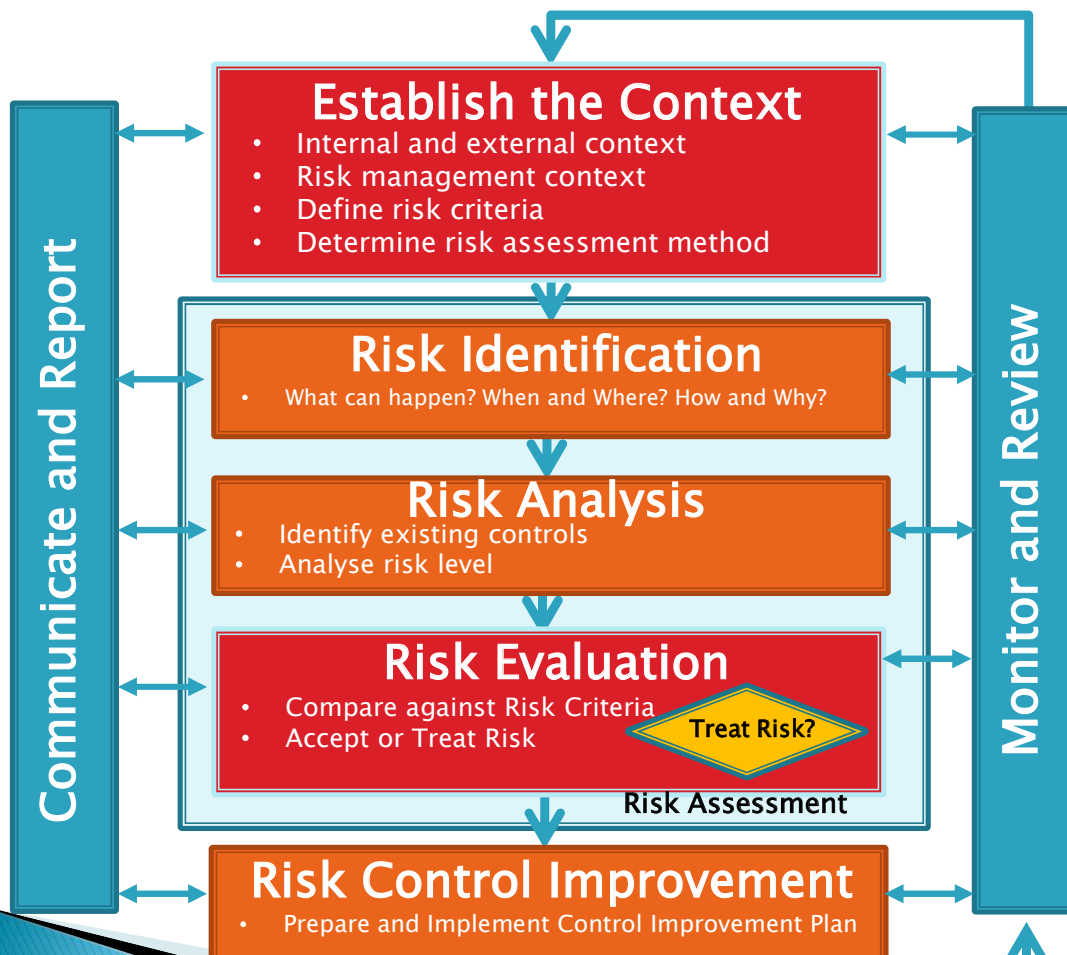 Establish the Context
• Internal and external context
• Risk management context
• Define risk criteria
• Determine risk assessment method
Communicate and Report
Monitor and Review
Risk Identification
• What can happen? When and Where? How and Why?
Risk Analysis
• Identify existing controls
• Analyse risk level
Risk Evaluation
• Compare against Risk Criteria
• Accept or Treat Risk
Treat Risk?
Risk Assessment
Risk Control Improvement
• Prepare and Implement Control Improvement Plan